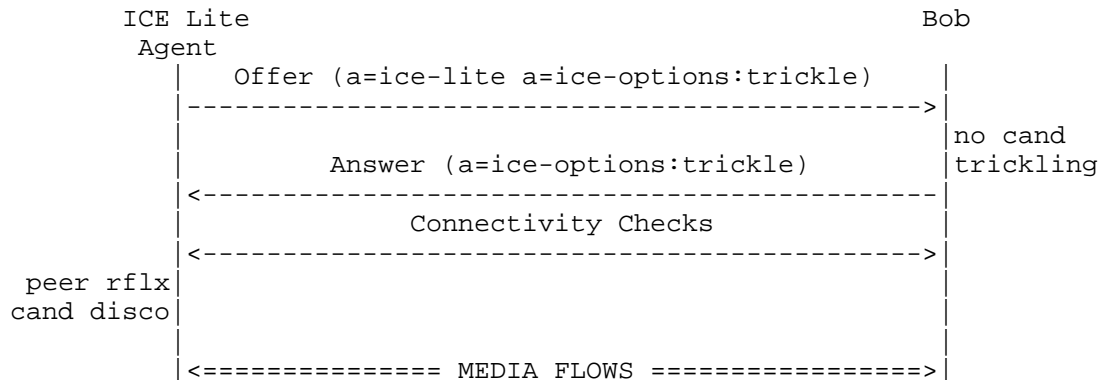 ICE Lite Bob
Agent
| Offer (a=ice-lite a=ice-options:trickle) |
|--------------------------------------------->|
| |no cand
| Answer (a=ice-options:trickle) |trickling
|<---------------------------------------------|
| Connectivity Checks |
|<-------------------------------------------->|
peer rflx| |
cand disco| |
| |
|<=============== MEDIA FLOWS =================>|